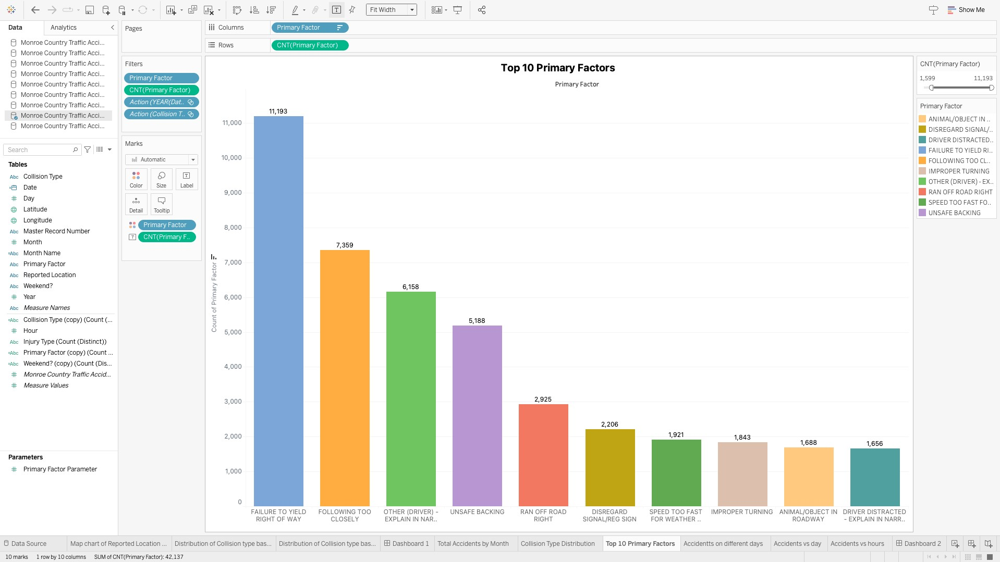 Fit Width
Show Me
Data
Analytics
Pages
Columns
Primary Factor
Rows
CNT(Primary Factor)
Monroe Country Traffic Acci...
Monroe Country Traffic Acci...
Monroe Country Traffic Acci...
Monroe Country Traffic Acci...
Monroe Country Traffic Acci...
Monroe Country Traffic Acci...
Monroe Country Traffic Acci...
Monroe Country Traffic Acci...
Monroe Country Traffic Acci...
Search
Tables
Abc Collision Type
Date
Day
Latitude
Longitude
Abc Master Record Number
Month
=Abc Month Name
Abc Primary Factor
Abc Reported Location
Abc Weekend?
Year
Abc Measure Names
=Abc Collision Type (copy) (Count (...
Hour
Abc Injury Type (Count (Distinct))
=Abc Primary Factor (copy) (Count ...
=Abc Weekend? (copy) (Count (Dis...
Monroe Country Traffic Accid...
Measure Values
Parameters
Primary Factor Parameter
Filters
Primary Factor
CNT(Primary Factor)
Action (YEAR(Dat..
Action (Collision T..
Marks
Automatic
Color
Size
Label
Detail
Tooltip
Primary Factor
CNT(Primary F..
Top 10 Primary Factors
Primary Factor
Count of Primary Factor
11,000
10,000
9,000
8,000
7,000
6,000
5,000
4,000
3,000
2,000
1,000
0
11,193
7,359
6,158
5,188
2,925
2,206
1,921
1,843
1,688
1,656
FAILURE TO YIELD
RIGHT OF WAY
FOLLOWING TOO
CLOSELY
OTHER (DRIVER) -
EXPLAIN IN NAR..
UNSAFE BACKING
RAN OFF ROAD
RIGHT
DISREGARD
SIGNAL/REG SIGN
SPEED TOO FAST
FOR WEATHER ..
IMPROPER TURNING
ANIMAL/OBJECT IN
ROADWAY
DRIVER DISTRACTED
- EXPLAIN IN NARR..
CNT(Primary Factor)
1,599
11,193
Primary Factor
ANIMAL/OBJECT IN ..
DISREGARD SIGNAL/..
DRIVER DISTRACTED..
FAILURE TO YIELD RI..
FOLLOWING TOO CL..
IMPROPER TURNING
OTHER (DRIVER) - EX..
RAN OFF ROAD RIGHT
SPEED TOO FAST FO..
UNSAFE BACKING
Data Source
Map chart of Reported Location ...
Distribution of Collision type bas...
Distribution of Collision type bas...
Dashboard 1
Total Accidents by Month
Collision Type Distribution
Top 10 Primary Factors
Accidentts on different days
Accidents vs day
Accidents vs hours
Dashboard 2
10 marks
1 row by 10 columns
SUM of CNT(Primary Factor): 42,137